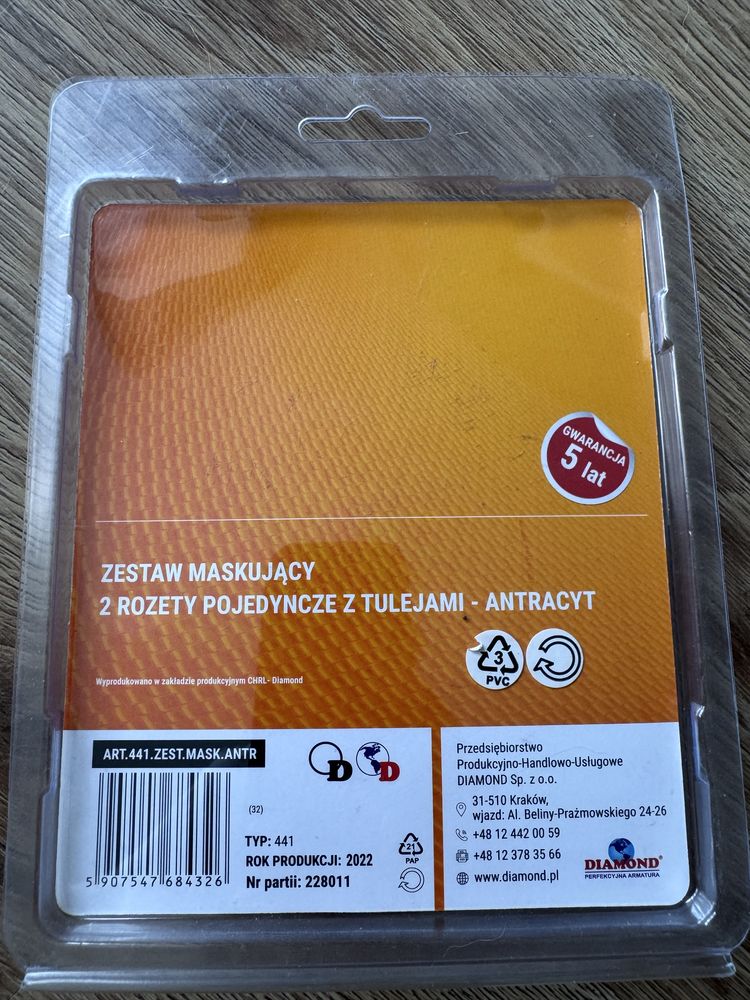 GWARANCJA
5 lat
ZESTAW MASKUJĄCY
2 ROZETY POJEDYNCZE Z TULEJAMI - ANTRACYT
3
PVC
Wyprodukowano w zakładzie produkcyjnym CHRL- Diamond
ART.441.ZEST.MASK.ANTR
D
D
(32)
TYP: 441
ROK PRODUKCJI: 2022
Nr partii: 228011
21
PAP
5 907547 684326
Przedsiębiorstwo
Produkcyjno-Handlowo-Usługowe
DIAMOND Sp. z o.o.
31-510 Kraków,
wjazd: Al. Beliny-Prażmowskiego 24-26
+48 12 442 00 59
+48 12 378 35 66
www.diamond.pl
DIAMOND®
PERFEKCYJNA ARMATURA